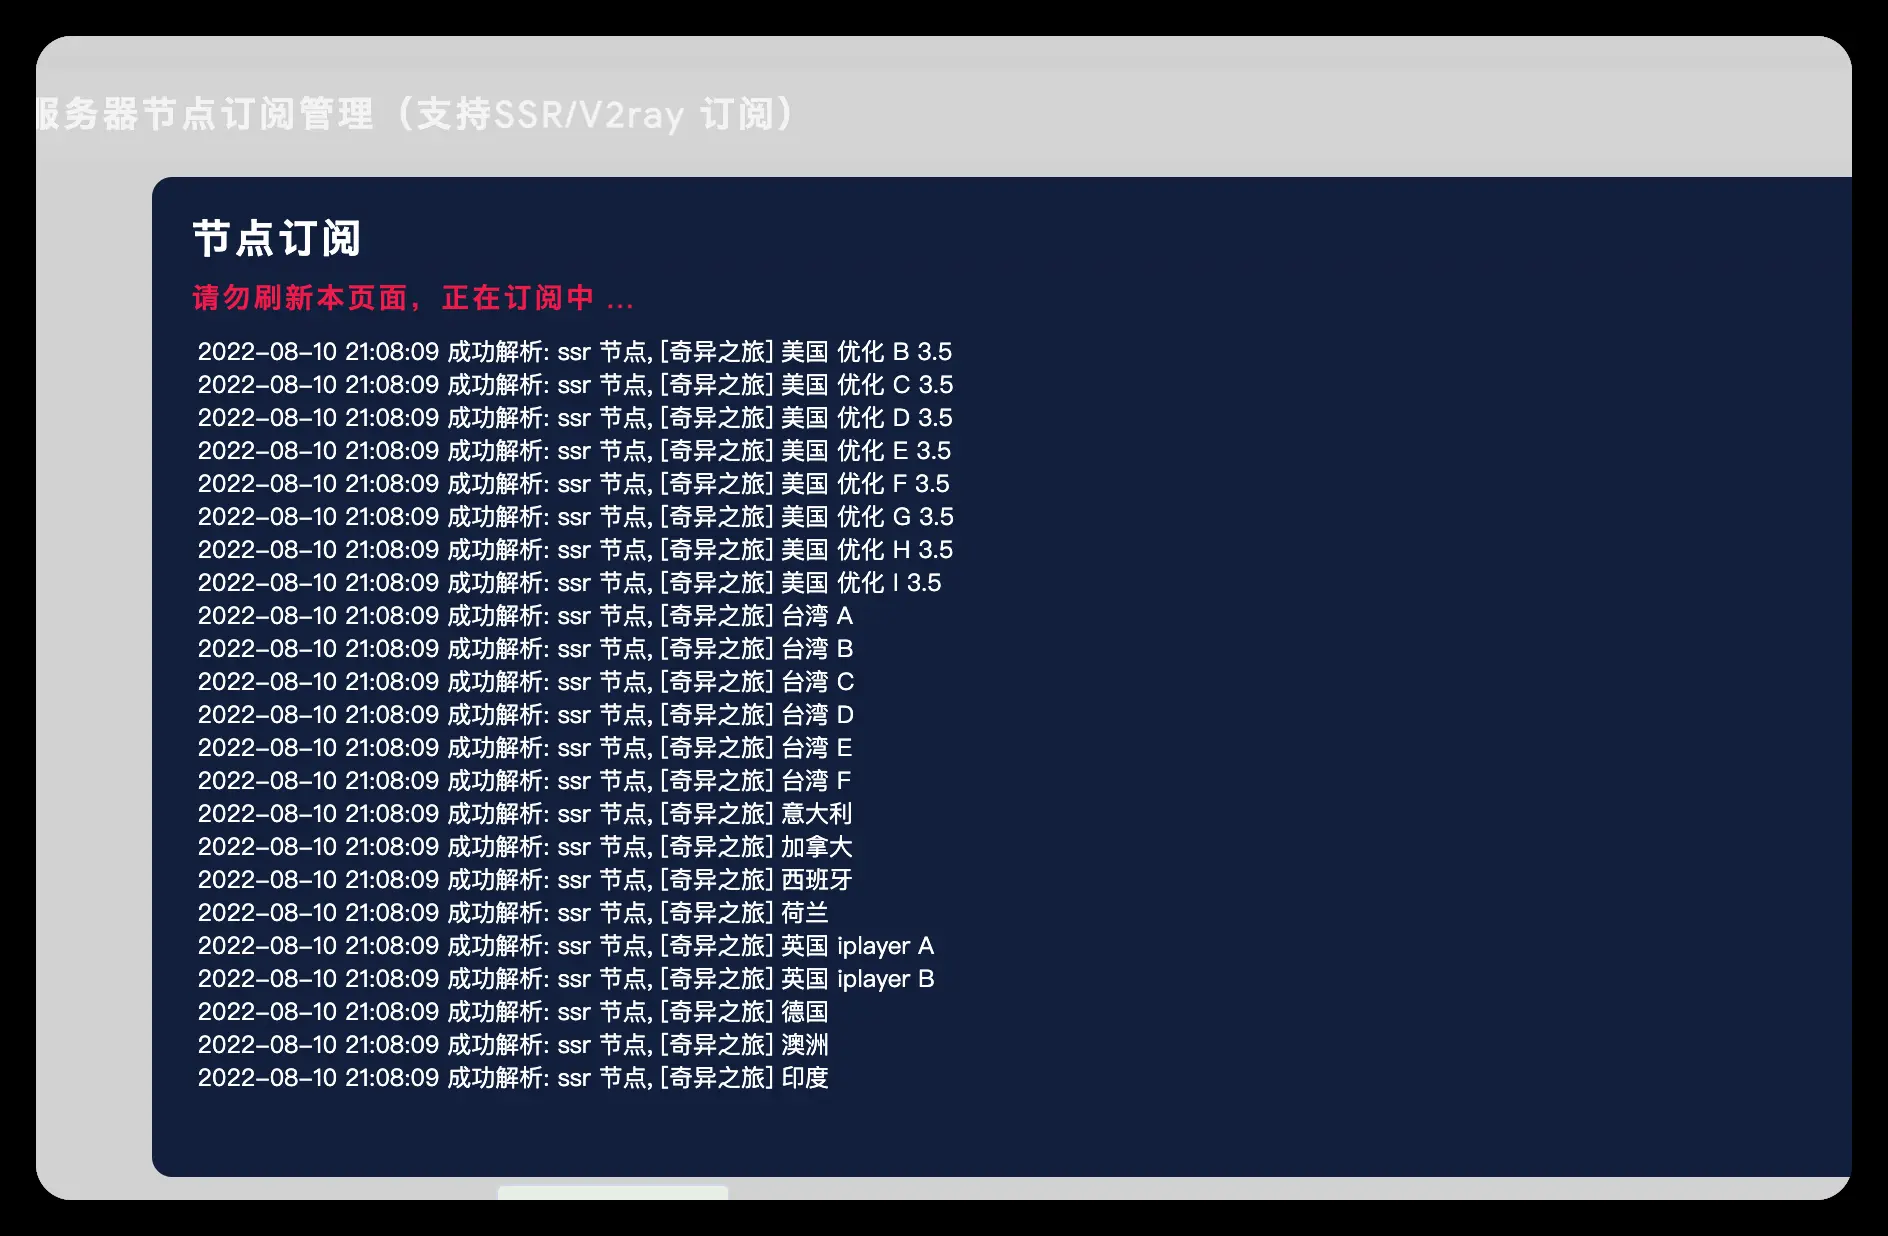 服务器节点订阅管理（支持SSR/V2ray 订阅）
节点订阅
请勿刷新本页面，正在订阅中 ...
2022-08-10 21:08:09 成功解析: ssr 节点, [奇异之旅] 美国 优化 B 3.5
2022-08-10 21:08:09 成功解析: ssr 节点, [奇异之旅] 美国 优化 C 3.5
2022-08-10 21:08:09 成功解析: ssr 节点, [奇异之旅] 美国 优化 D 3.5
2022-08-10 21:08:09 成功解析: ssr 节点, [奇异之旅] 美国 优化 E 3.5
2022-08-10 21:08:09 成功解析: ssr 节点, [奇异之旅] 美国 优化 F 3.5
2022-08-10 21:08:09 成功解析: ssr 节点, [奇异之旅] 美国 优化 G 3.5
2022-08-10 21:08:09 成功解析: ssr 节点, [奇异之旅] 美国 优化 H 3.5
2022-08-10 21:08:09 成功解析: ssr 节点, [奇异之旅] 美国 优化 I 3.5
2022-08-10 21:08:09 成功解析: ssr 节点, [奇异之旅] 台湾 A
2022-08-10 21:08:09 成功解析: ssr 节点, [奇异之旅] 台湾 B
2022-08-10 21:08:09 成功解析: ssr 节点, [奇异之旅] 台湾 C
2022-08-10 21:08:09 成功解析: ssr 节点, [奇异之旅] 台湾 D
2022-08-10 21:08:09 成功解析: ssr 节点, [奇异之旅] 台湾 E
2022-08-10 21:08:09 成功解析: ssr 节点, [奇异之旅] 台湾 F
2022-08-10 21:08:09 成功解析: ssr 节点, [奇异之旅] 意大利
2022-08-10 21:08:09 成功解析: ssr 节点, [奇异之旅] 加拿大
2022-08-10 21:08:09 成功解析: ssr 节点, [奇异之旅] 西班牙
2022-08-10 21:08:09 成功解析: ssr 节点, [奇异之旅] 荷兰
2022-08-10 21:08:09 成功解析: ssr 节点, [奇异之旅] 英国 iplayer A
2022-08-10 21:08:09 成功解析: ssr 节点, [奇异之旅] 英国 iplayer B
2022-08-10 21:08:09 成功解析: ssr 节点, [奇异之旅] 德国
2022-08-10 21:08:09 成功解析: ssr 节点, [奇异之旅] 澳洲
2022-08-10 21:08:09 成功解析: ssr 节点, [奇异之旅] 印度